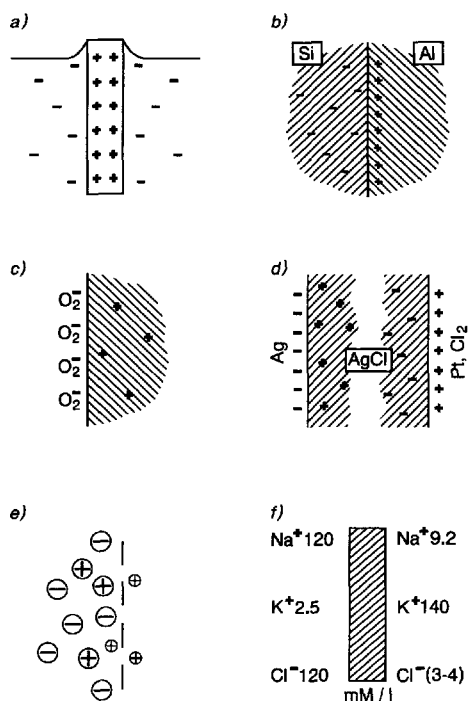 a)
b)
Si
Al
c)
O₂⁻
O₂⁻
O₂⁻
O₂⁻
d)
Ag
AgCl
Pt, Cl₂
e)
f)
Na⁺120
Na⁺9.2
K⁺2.5
K⁺140
Cl⁻120
Cl⁻(3-4)
mM / l